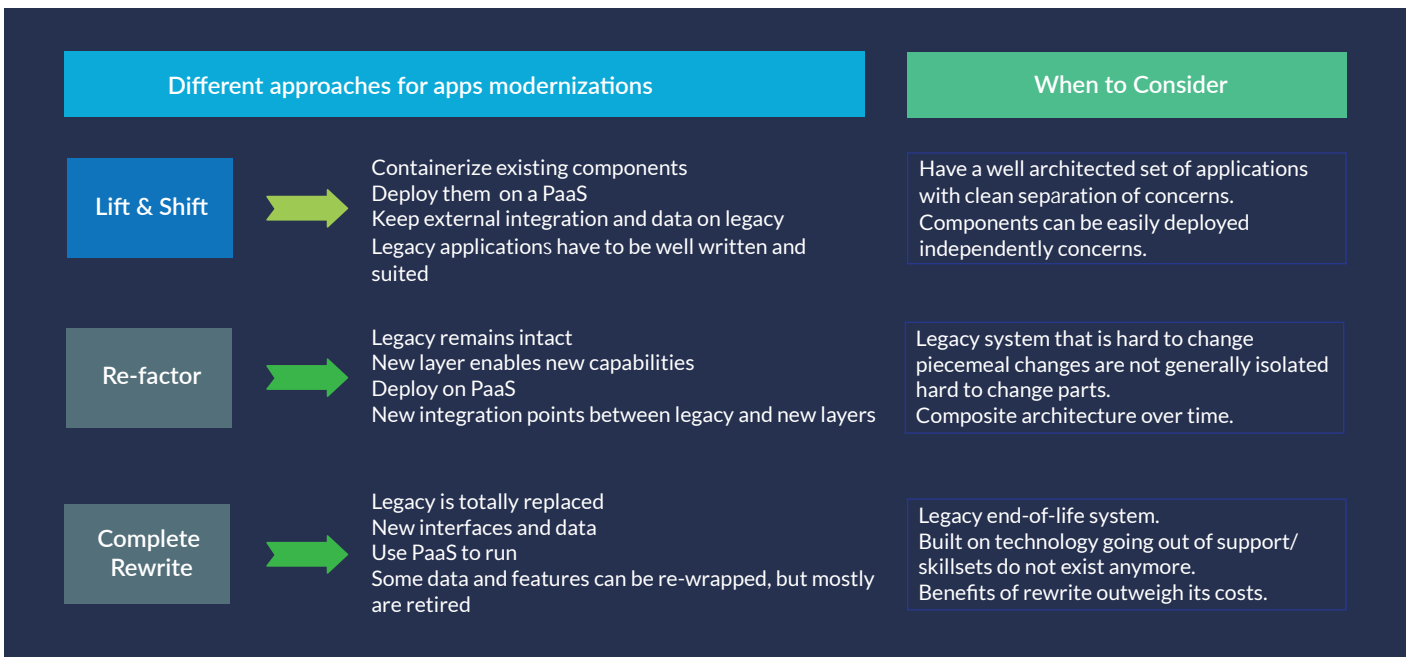 Different approaches for apps modernizations
When to Consider
Lift & Shift
Containerize existing components
Deploy them on a PaaS
Keep external integration and data on legacy
Legacy applications have to be well written and
suited
Have a well architected set of applications
with clean separation of concerns.
Components can be easily deployed
independently concerns.
Re-factor
Legacy remains intact
New layer enables new capabilities
Deploy on PaaS
New integration points between legacy and new layers
Legacy system that is hard to change
piecemeal changes are not generally isolated
hard to change parts.
Composite architecture over time.
Complete
Rewrite
Legacy is totally replaced
New interfaces and data
Use PaaS to run
Some data and features can be re-wrapped, but mostly
are retired
Legacy end-of-life system.
Built on technology going out of support/
skillsets do not exist anymore.
Benefits of rewrite outweigh its costs.